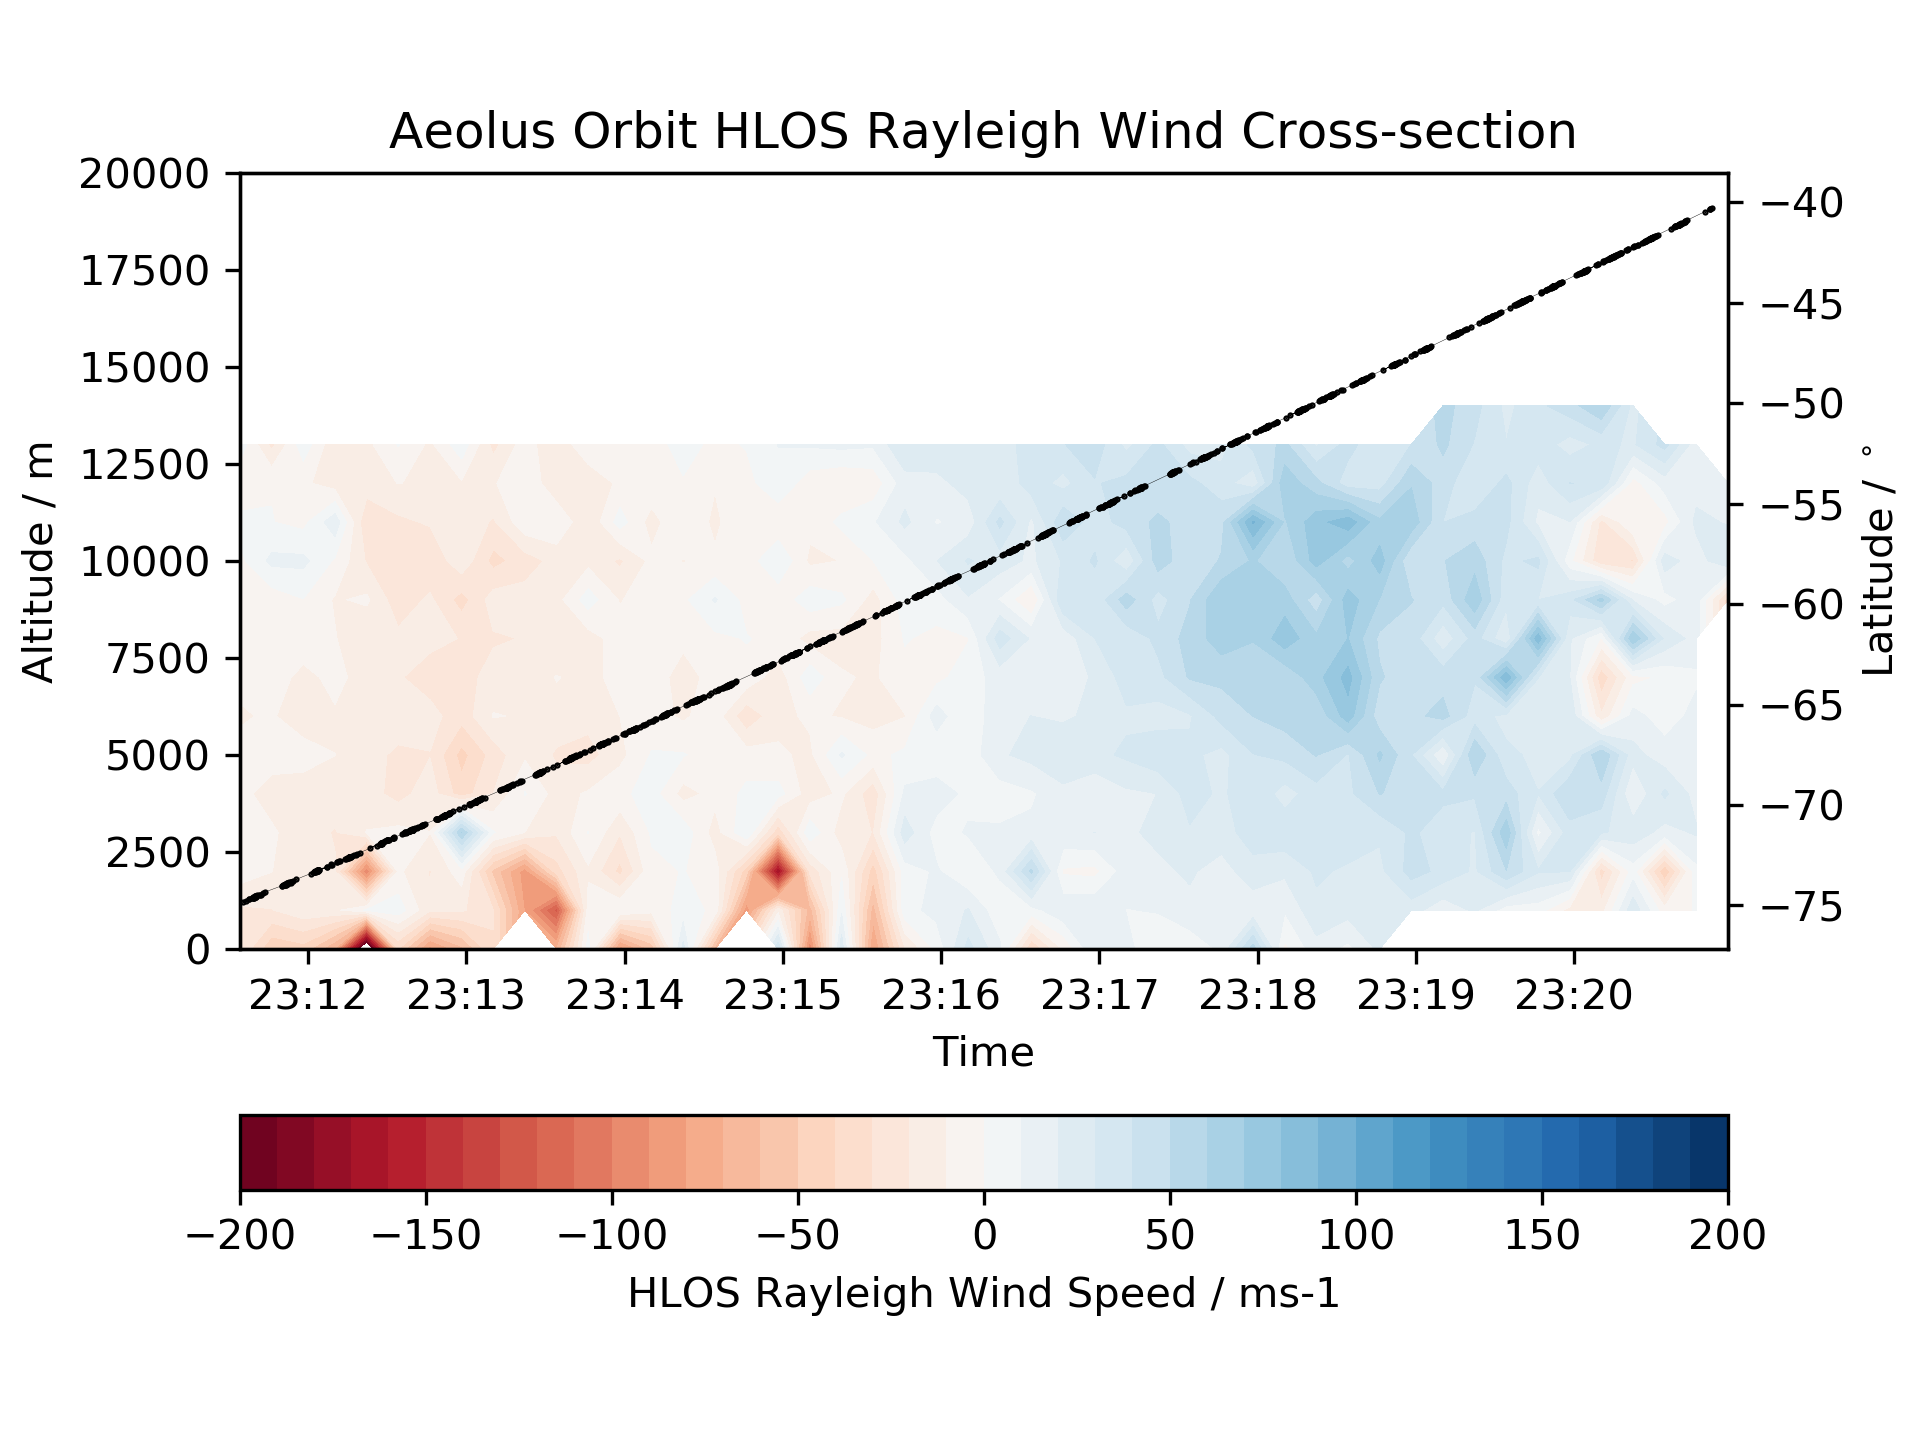 Aeolus Orbit HLOS Rayleigh Wind Cross-section
20000
17500
15000
12500
10000
7500
5000
2500
0
Altitude / m
−40
−45
−50
−55
−60
−65
−70
−75
Latitude / °
23:12 23:13 23:14 23:15 23:16 23:17 23:18 23:19 23:20
Time
−200 −150 −100 −50 0 50 100 150 200
HLOS Rayleigh Wind Speed / ms-1